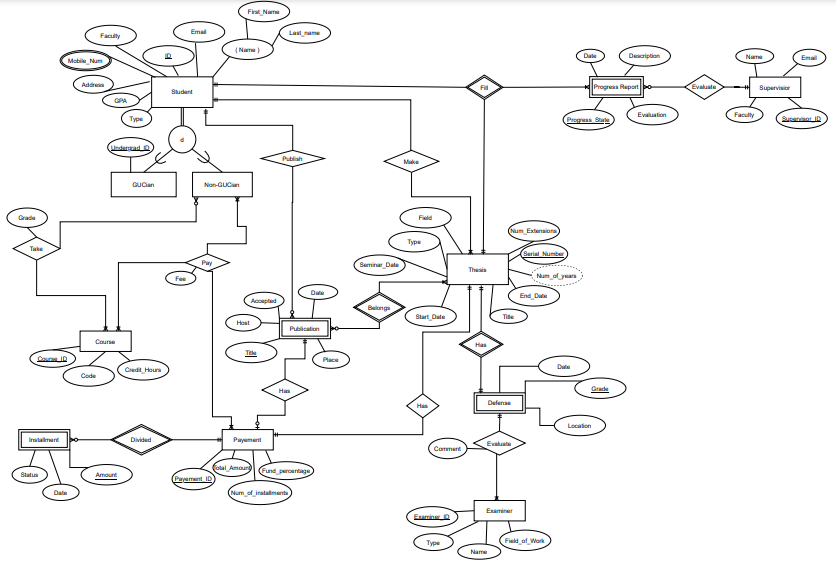 First_Name
Faculty
Email
Last_name
ID
( Name )
Mobile_Num
Address
Student
GPA
Type
Fill
Date
Description
Progress Report
Progress_State
Evaluation
Evaluate
Name
Email
Supervisior
Faculty
Supervisor_ID
d
Undergrad_ID
GUCian
Non-GUCian
Publish
Make
Grade
Take
Pay
Fee
Field
Type
Seminar_Date
Thesis
Num_Extensions
Serial_Number
Num_of_years
End_Date
Title
Start_Date
Accepted
Date
Host
Publication
Belongs
Title
Place
Course
Course_ID
Code
Credit_Hours
Has
Has
Has
Date
Grade
Defense
Location
Installment
Divided
Payement
Status
Date
Amount
Payement_ID
Total_Amount
Fund_percentage
Num_of_installments
Comment
Evaluate
Examiner_ID
Examiner
Type
Name
Field_of_Work